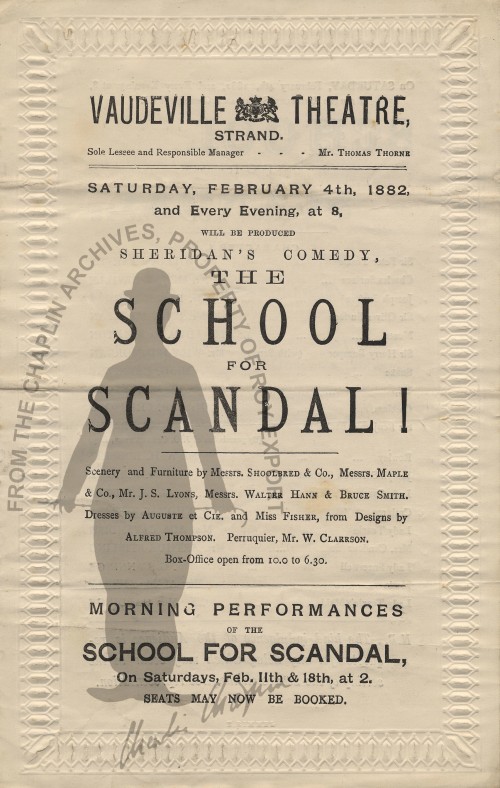 VAUDEVILLE THEATRE,
STRAND.
Sole Lessee and Responsible Manager - - - Mr. THOMAS THORNE
SATURDAY, FEBRUARY 4th, 1882,
and Every Evening, at 8,
WILL BE PRODUCED
SHERIDAN'S COMEDY,
THE
SCHOOL
FOR
SCANDAL!
Scenery and Furniture by Messrs. SHOOLBRED & Co., Messrs. MAPLE
& Co., Mr. J. S. LYONS, Messrs. WALTER HANN & BRUCE SMITH.
Dresses by AUGUSTE et CIE. and Miss FISHER, from Designs by
ALFRED THOMPSON. Perruquier, Mr. W. CLARRSON.
Box-Office open from 10.0 to 6.30.
MORNING PERFORMANCES
OF THE
SCHOOL FOR SCANDAL,
On Saturdays, Feb. 11th & 18th, at 2.
SEATS MAY NOW BE BOOKED.
FROM THE CHAPLIN ARCHIVES, PROPERTY OF ROY EXPORT
Charlie Chaplin